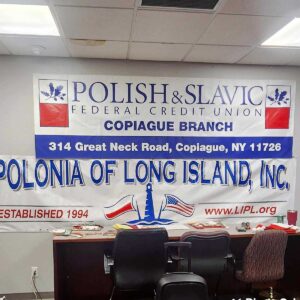 POLISH & SLAVIC
FEDERAL CREDIT UNION
COPIAGUE BRANCH
314 Great Neck Road, Copiague, NY 11726
POLONIA OF LONG ISLAND, INC.
ESTABLISHED 1994
www.LIPL.org